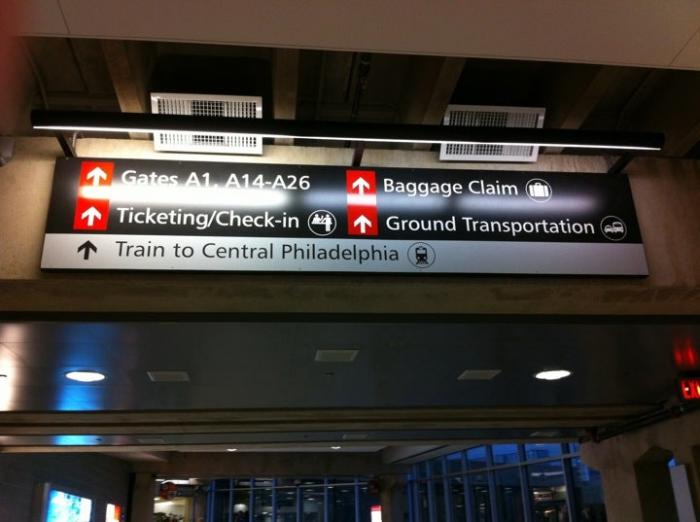 Gates A1, A14-A26
Ticketing/Check-in
Baggage Claim
Ground Transportation
Train to Central Philadelphia